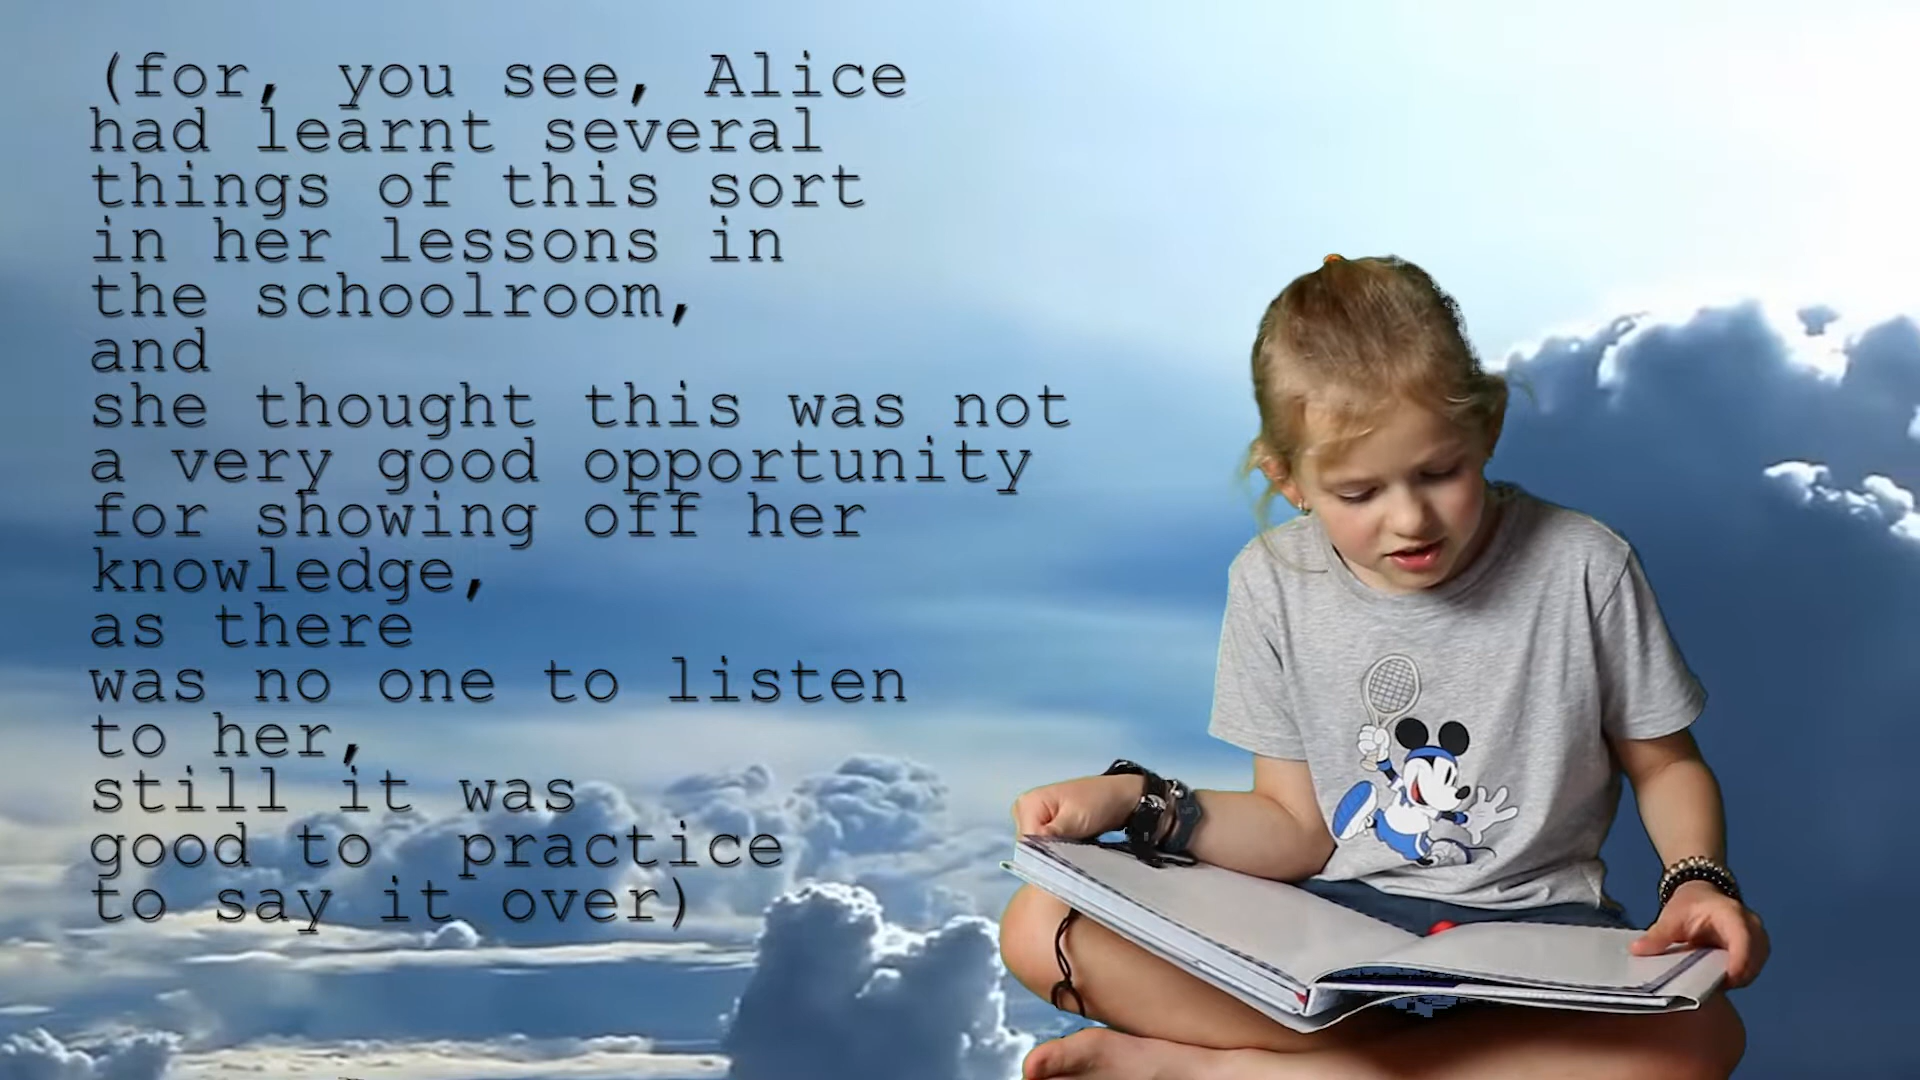 (for, you see, Alice
had learnt several
things of this sort
in her lessons in
the schoolroom,
and
she thought this was not
a very good opportunity
for showing off her
knowledge,
as there
was no one to listen
to her,
still it was
good to  practice
to say it over)